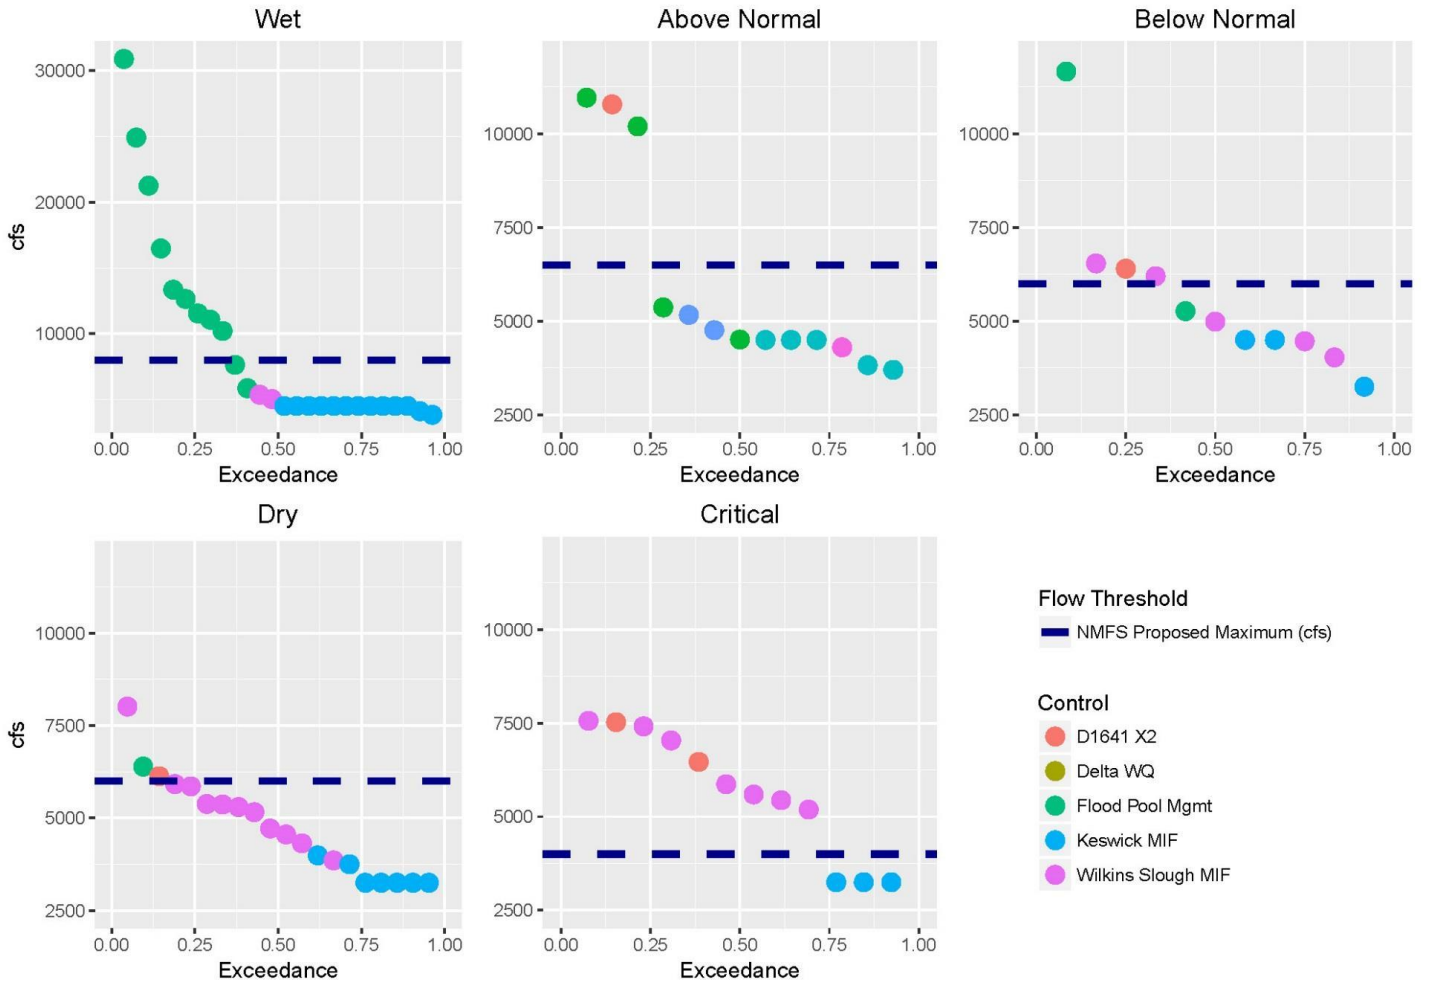 Wet
Above Normal
Below Normal
30000
20000
10000
cfs
0.00 0.25 0.50 0.75 1.00
Exceedance
10000
7500
5000
2500
0.00 0.25 0.50 0.75 1.00
Exceedance
10000
7500
5000
2500
0.00 0.25 0.50 0.75 1.00
Exceedance
Dry
Critical
10000
7500
5000
2500
cfs
0.00 0.25 0.50 0.75 1.00
Exceedance
10000
7500
5000
2500
0.00 0.25 0.50 0.75 1.00
Exceedance
Flow Threshold
NMFS Proposed Maximum (cfs)
Control
D1641 X2
Delta WQ
Flood Pool Mgmt
Keswick MIF
Wilkins Slough MIF